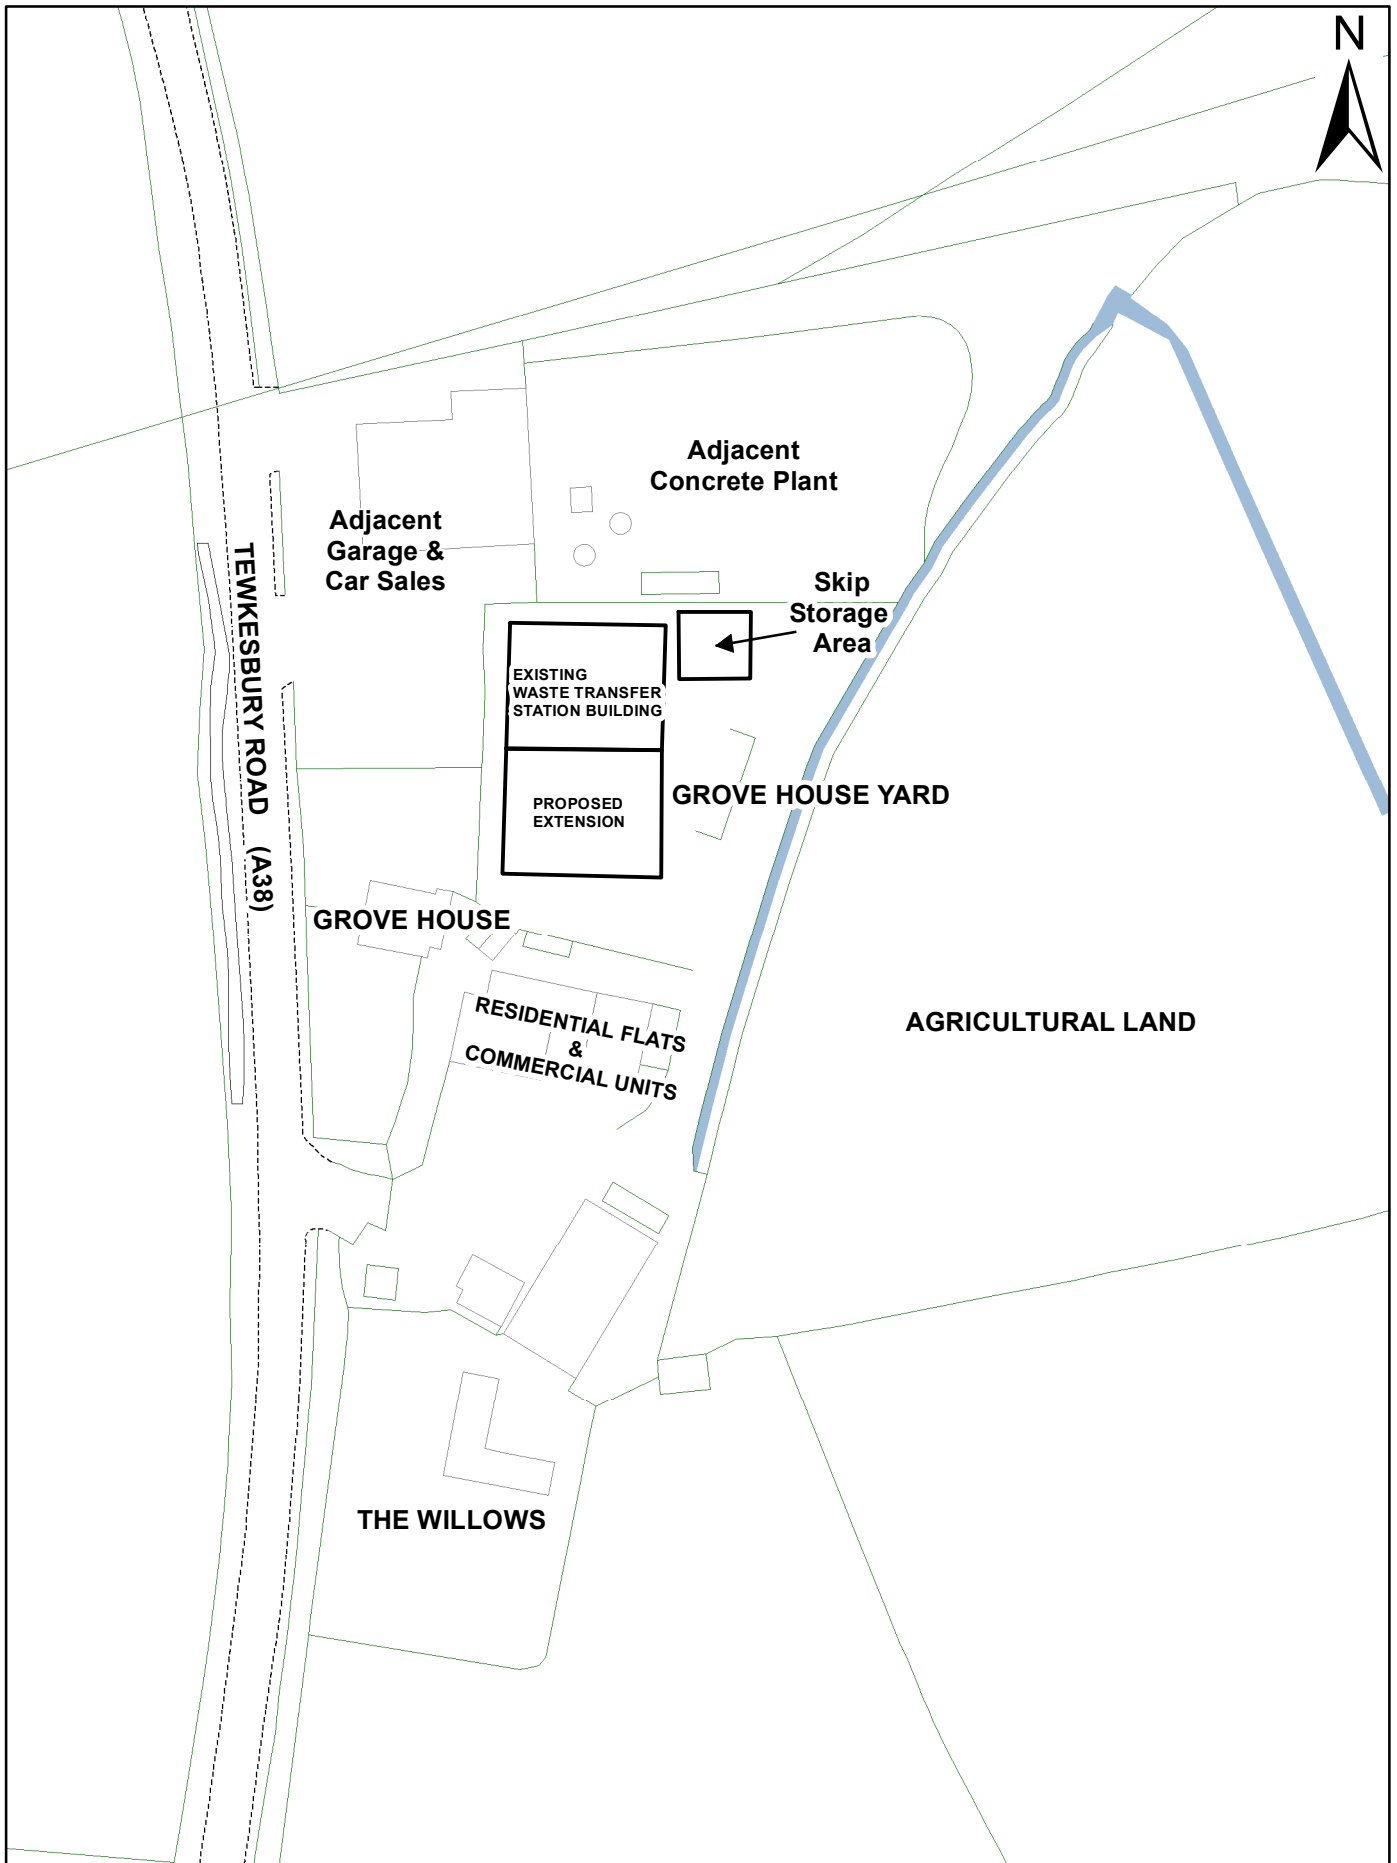 N
Adjacent
Concrete Plant
Adjacent
Garage &
Car Sales
Skip
Storage
Area
TEWKESBURY ROAD (A38)
EXISTING
WASTE TRANSFER
STATION BUILDING
PROPOSED
EXTENSION
GROVE HOUSE YARD
GROVE HOUSE
RESIDENTIAL FLATS
&
COMMERCIAL UNITS
AGRICULTURAL LAND
THE WILLOWS